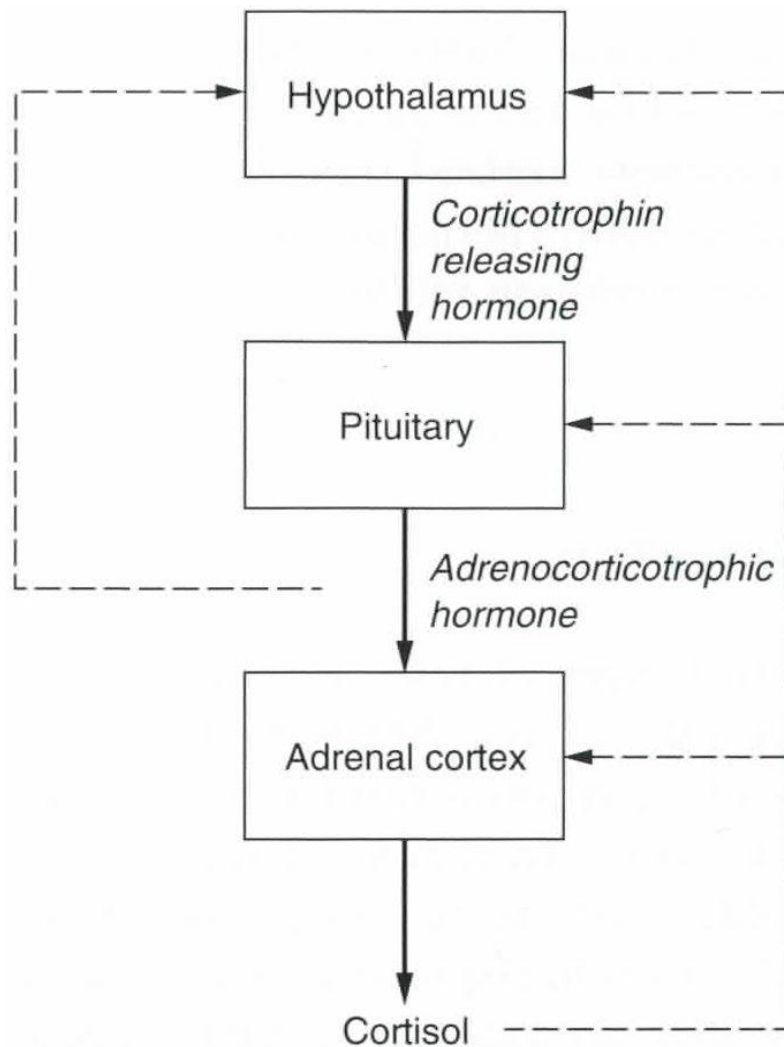 Hypothalamus
Corticotrophin
releasing
hormone
Pituitary
Adrenocorticotrophic
hormone
Adrenal cortex
Cortisol